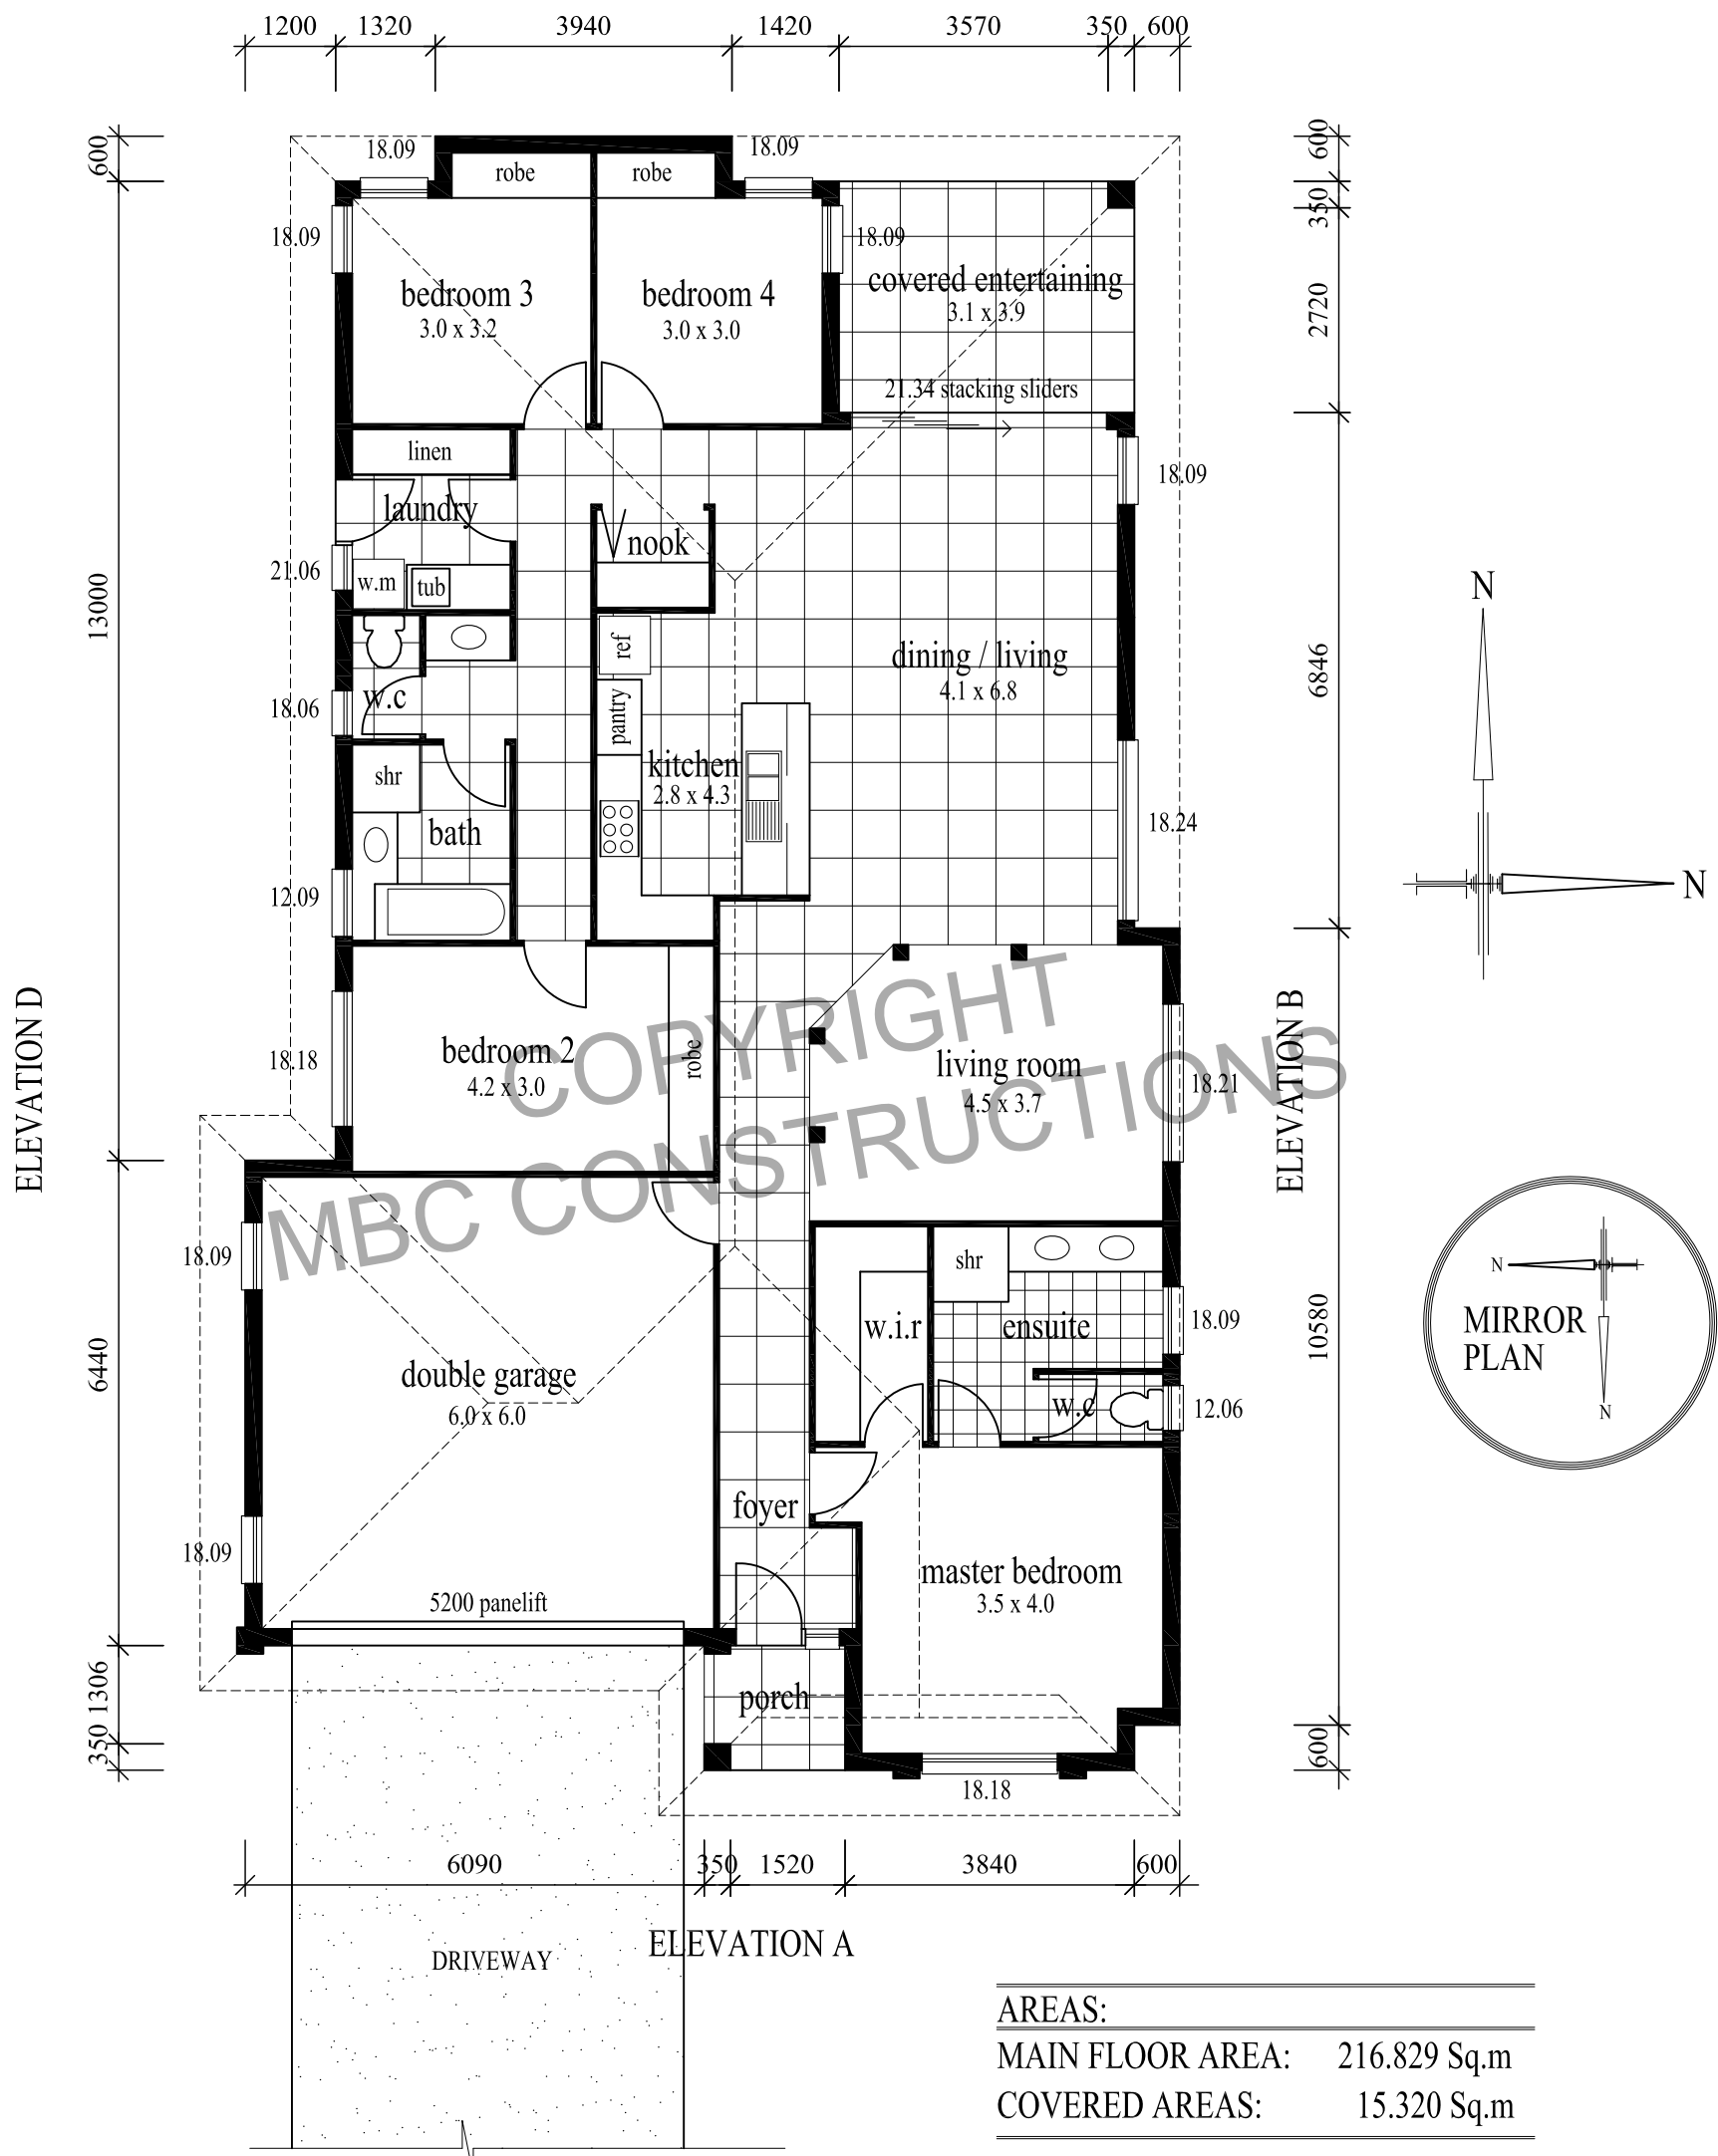 1200 1320 3940 1420 3570 350 600
600
18.09
18.09
600
robe
robe
350
18.09
18.09
bedroom 3
3.0 x 3.2
bedroom 4
3.0 x 3.0
covered entertaining
3.1 x 3.9
2720
21.34 stacking sliders
linen
18.09
laundry
nook
21.06
w.m
tub
13000
N
ref
dining / living
4.1 x 6.8
6846
w.c
18.06
pantry
kitchen
2.8 x 4.3
shr
bath
18.24
12.09
N
ELEVATION D
ELEVATION B
COPYRIGHT
MBC CONSTRUCTIONS
bedroom 2
4.2 x 3.0
robe
18.18
living room
4.5 x 3.7
18.21
18.09
shr
N
w.i.r
ensuite
18.09
MIRROR
PLAN
10580
6440
double garage
6.0 x 6.0
w.c
12.06
N
foyer
18.09
master bedroom
3.5 x 4.0
5200 panelift
1306
porch
350
600
18.18
6090 350 1520 3840 600
ELEVATION A
DRIVEWAY
AREAS:
MAIN FLOOR AREA: 216.829 Sq.m
COVERED AREAS: 15.320 Sq.m